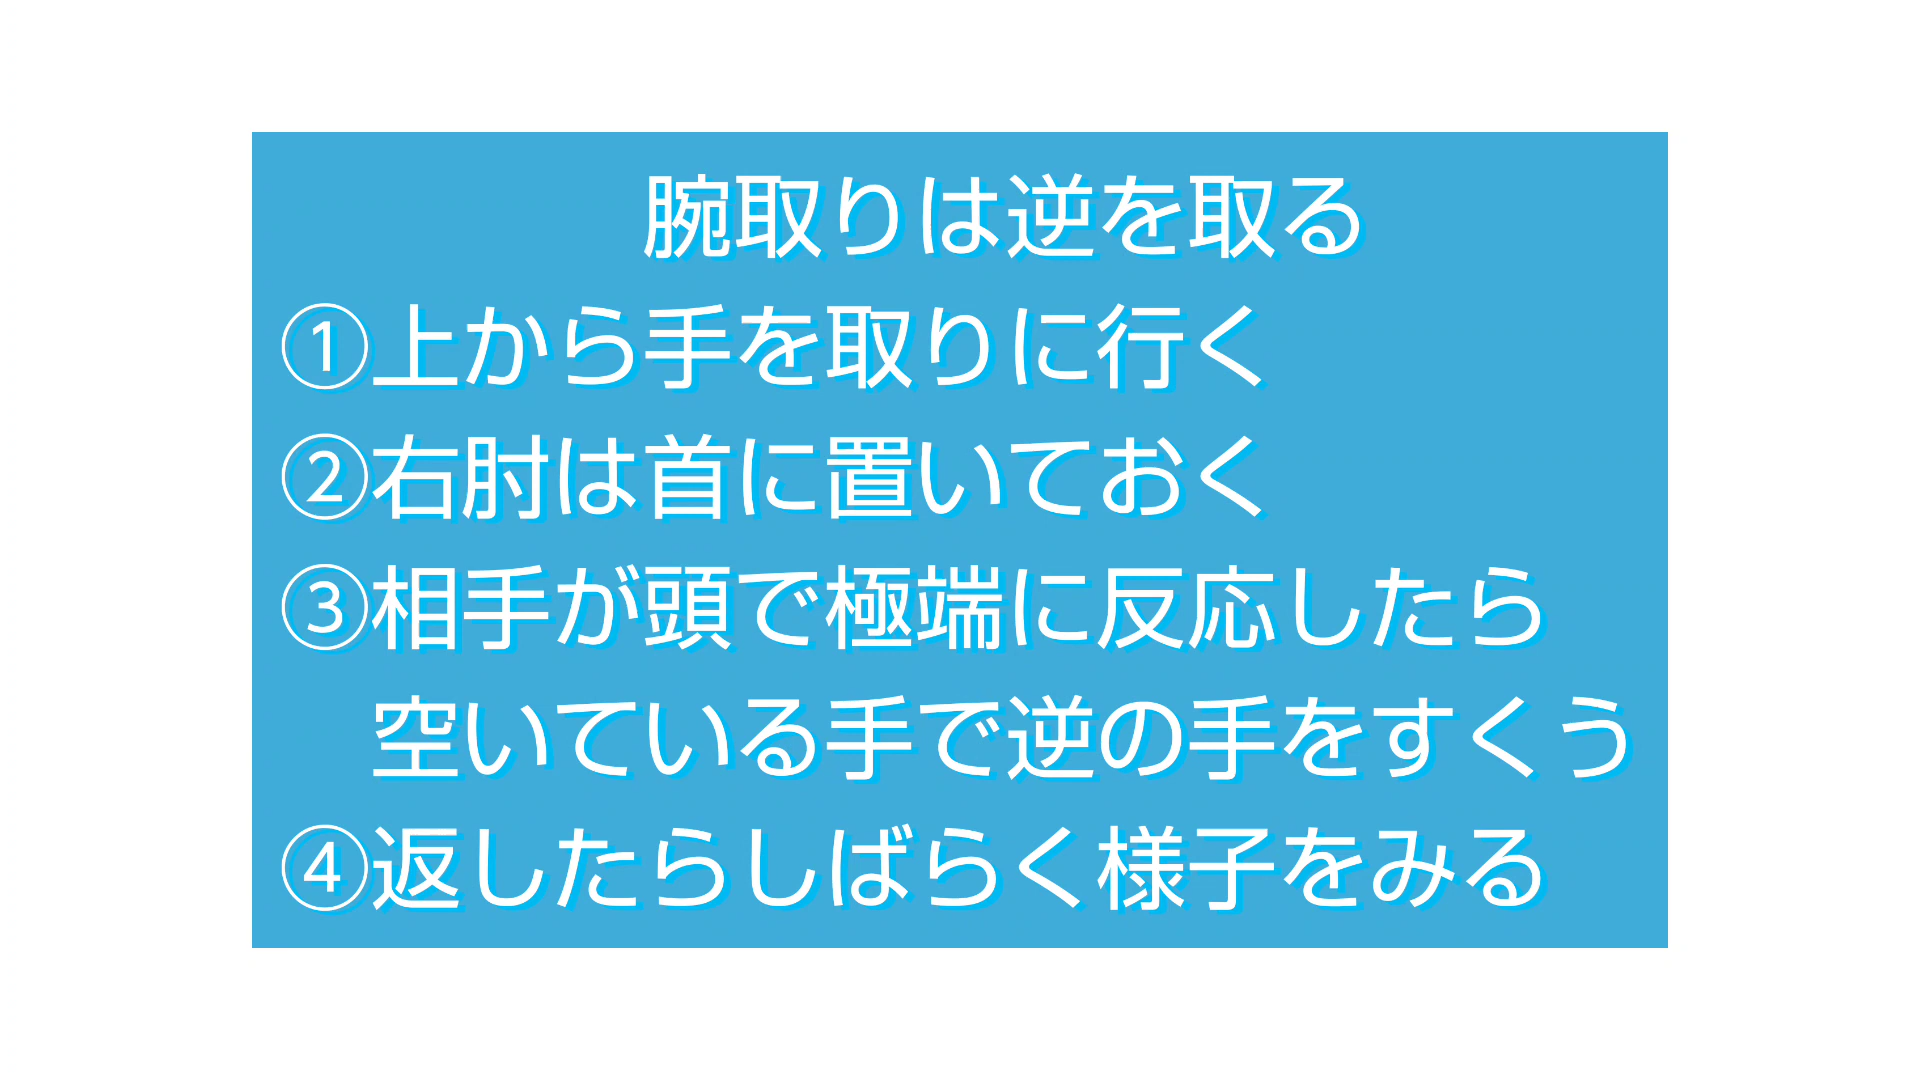 腕取りは逆を取る
①上から手を取りに行く
②右肘は首に置いておく
③相手が頭で極端に反応したら
空いている手で逆の手をすくう
④返したらしばらく様子をみる